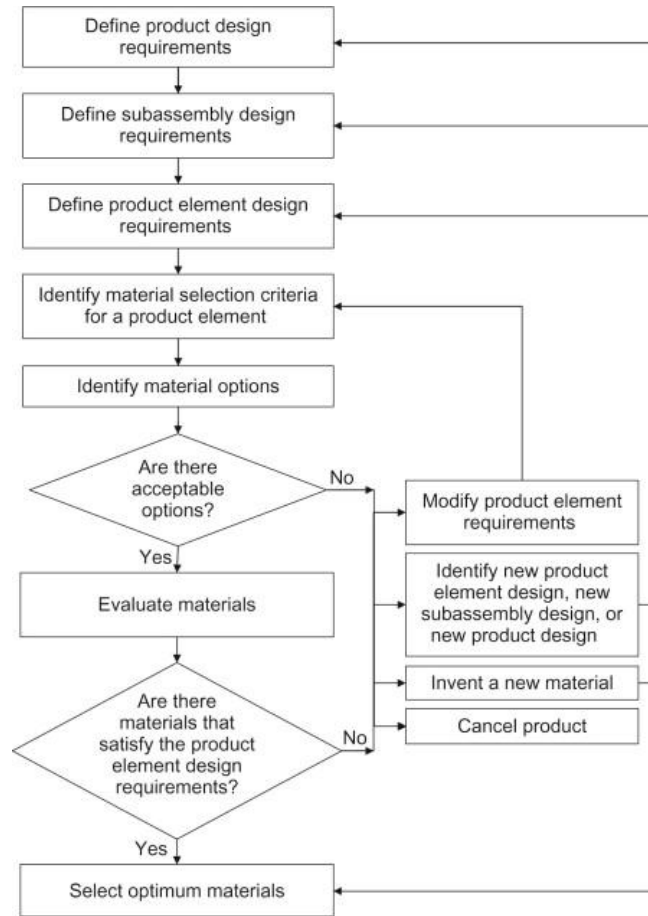 Define product design
requirements
Define subassembly design
requirements
Define product element design
requirements
Identify material selection criteria
for a product element
Identify material options
Are there
acceptable
options?
No
Yes
Modify product element
requirements
Identify new product
element design, new
subassembly design, or
new product design
Evaluate materials
Invent a new material
Cancel product
Are there
materials that
satisfy the product
element design
requirements?
No
Yes
Select optimum materials